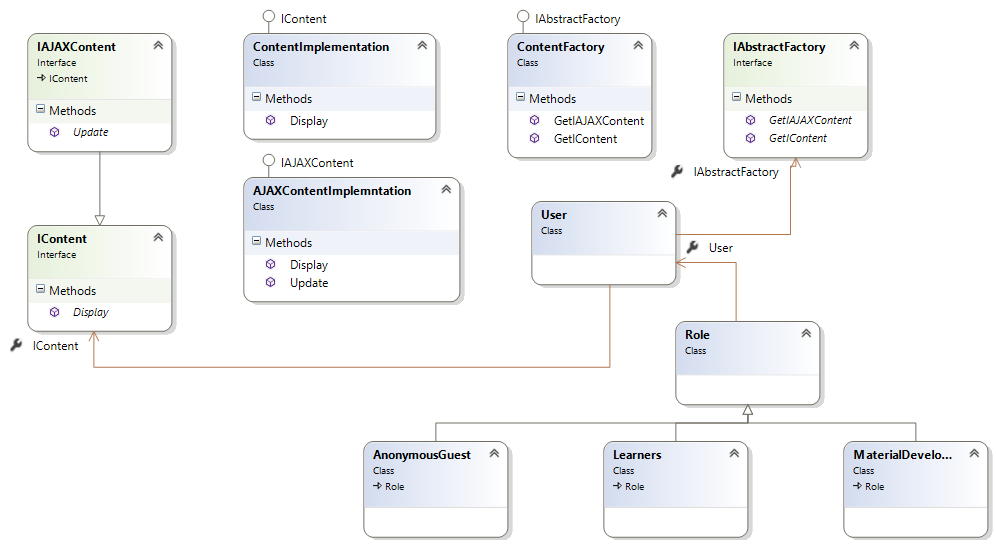 IAJAXContent
Interface
IContent
Methods
Update
IContent
ContentImplementation
Class
Methods
Display
IAbstractFactory
ContentFactory
Class
Methods
GetIAJAXContent
GetIContent
IAbstractFactory
Interface
Methods
GetIAJAXContent
GetIContent
IAJAXContent
AJAXContentImplemntation
Class
Methods
Display
Update
IAbstractFactory
User
Class
User
IContent
Interface
Methods
Display
IContent
Role
Class
AnonymousGuest
Class
Role
Learners
Class
Role
MaterialDevelo...
Class
Role